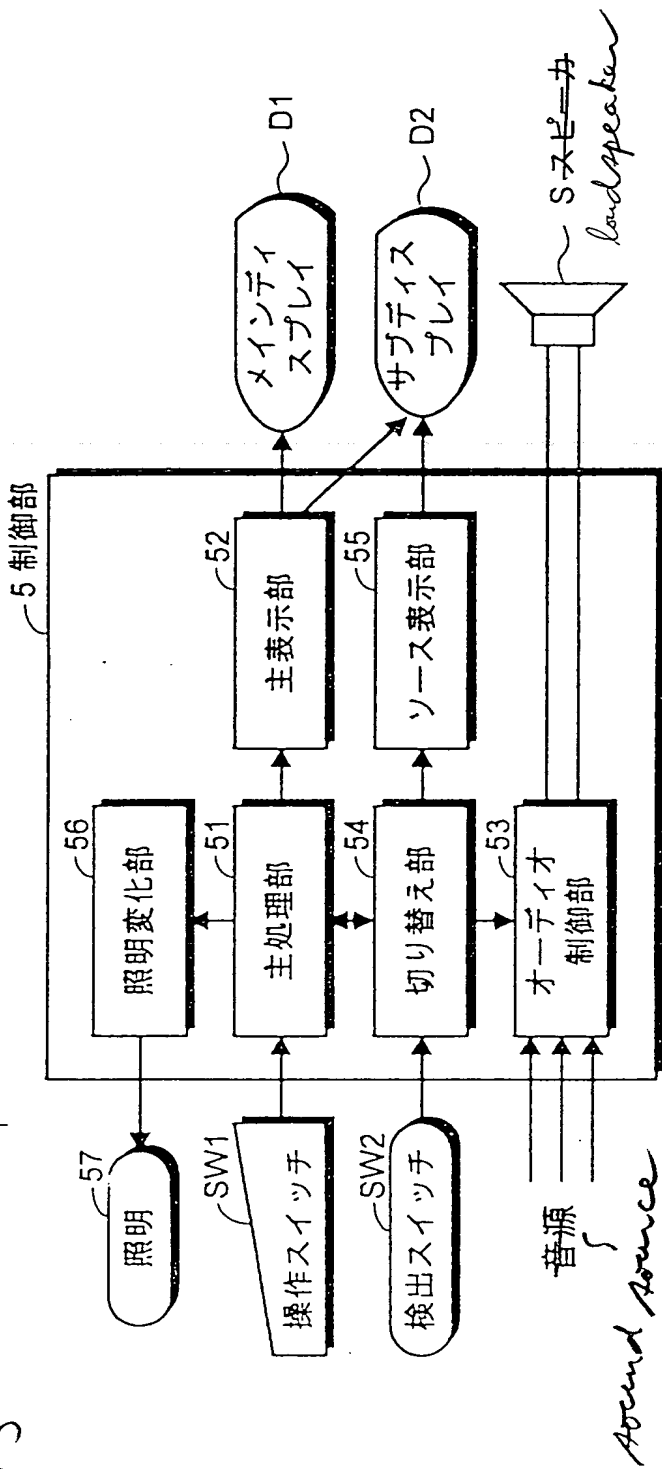 5 制御部
57
照明
56
照明変化部
SW1
操作スイッチ
51
主処理部
52
主表示部
メインディ
スプレイ
D1
SW2
検出スイッチ
54
切り替え部
55
ソース表示部
サブディス
プレイ
D2
音源
S
sound source
53
オーディオ
制御部
S スピーカ
loudspeaker